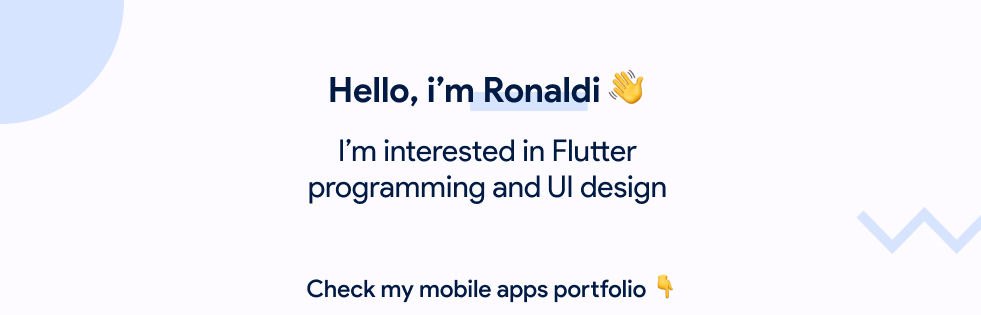 Hello, i’m Ronaldi 👋
I’m interested in Flutter
programming and UI design
Check my mobile apps portfolio 👇